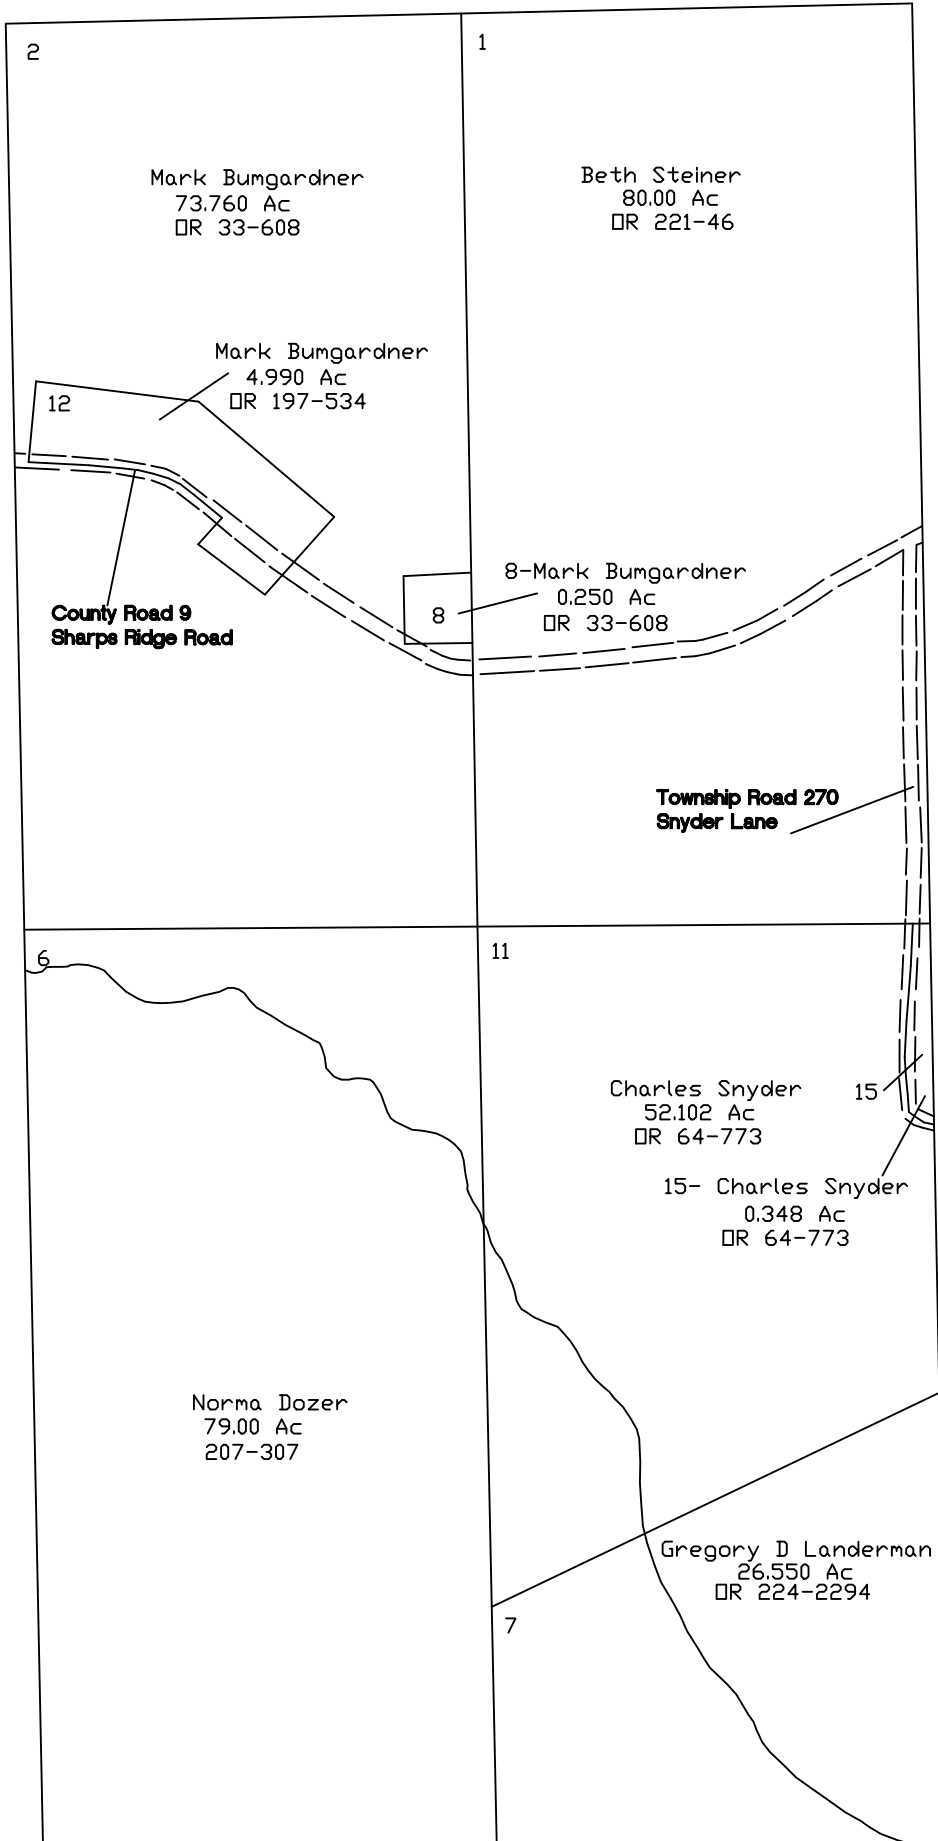 2
1
Mark Bumgardner
73.760 Ac
OR 33-608
Beth Steiner
80.00 Ac
OR 221-46
Mark Bumgardner
4.990 Ac
OR 197-534
12
8-Mark Bumgardner
0.250 Ac
OR 33-608
8
County Road 9
Sharps Ridge Road
Township Road 270
Snyder Lane
6
11
Charles Snyder
52.102 Ac
OR 64-773
15
15- Charles Snyder
0.348 Ac
OR 64-773
Norma Dozer
79.00 Ac
207-307
Gregory D Landerman
26.550 Ac
OR 224-2294
7